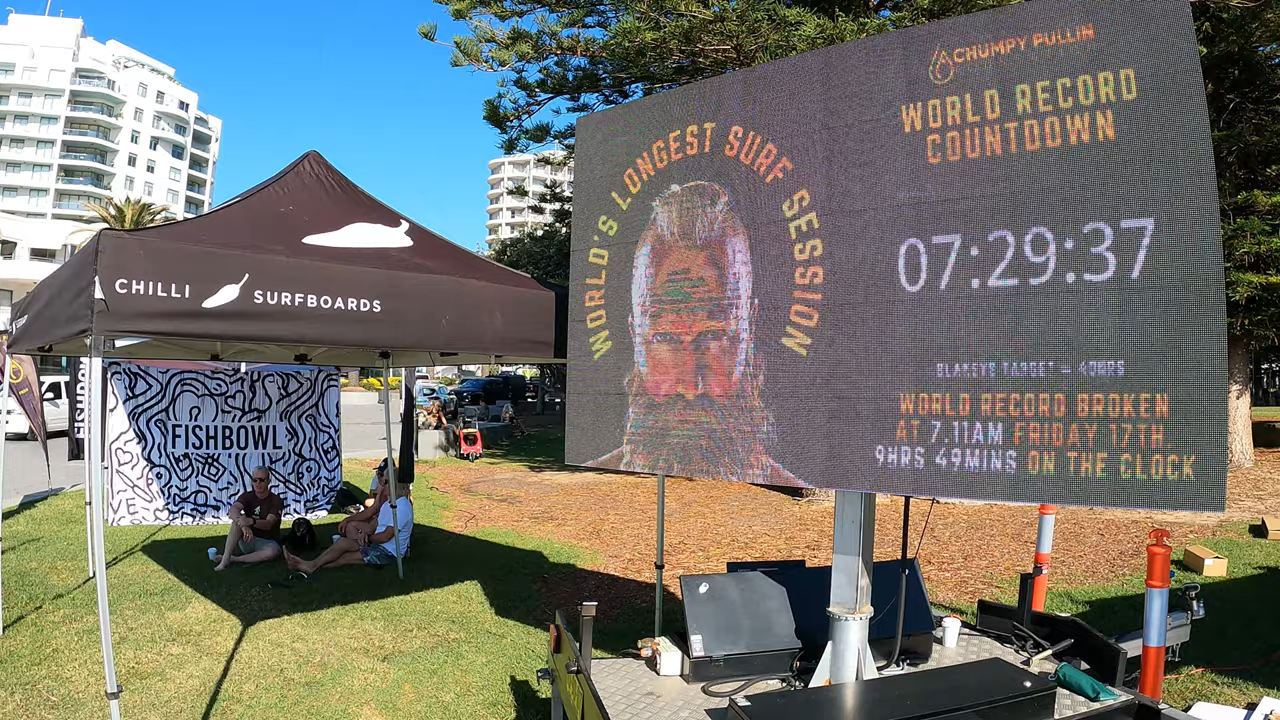 CHILLI SURFBOARDS
FISHBOWL
WORLD'S LONGEST SURF SESSION
CHUMPY PULLIN
WORLD RECORD
COUNTDOWN
07:29:37
BLAKEYS TARGET - 40HRS
WORLD RECORD BROKEN
AT 7.11AM FRIDAY 17TH
9HRS 49MINS ON THE CLOCK